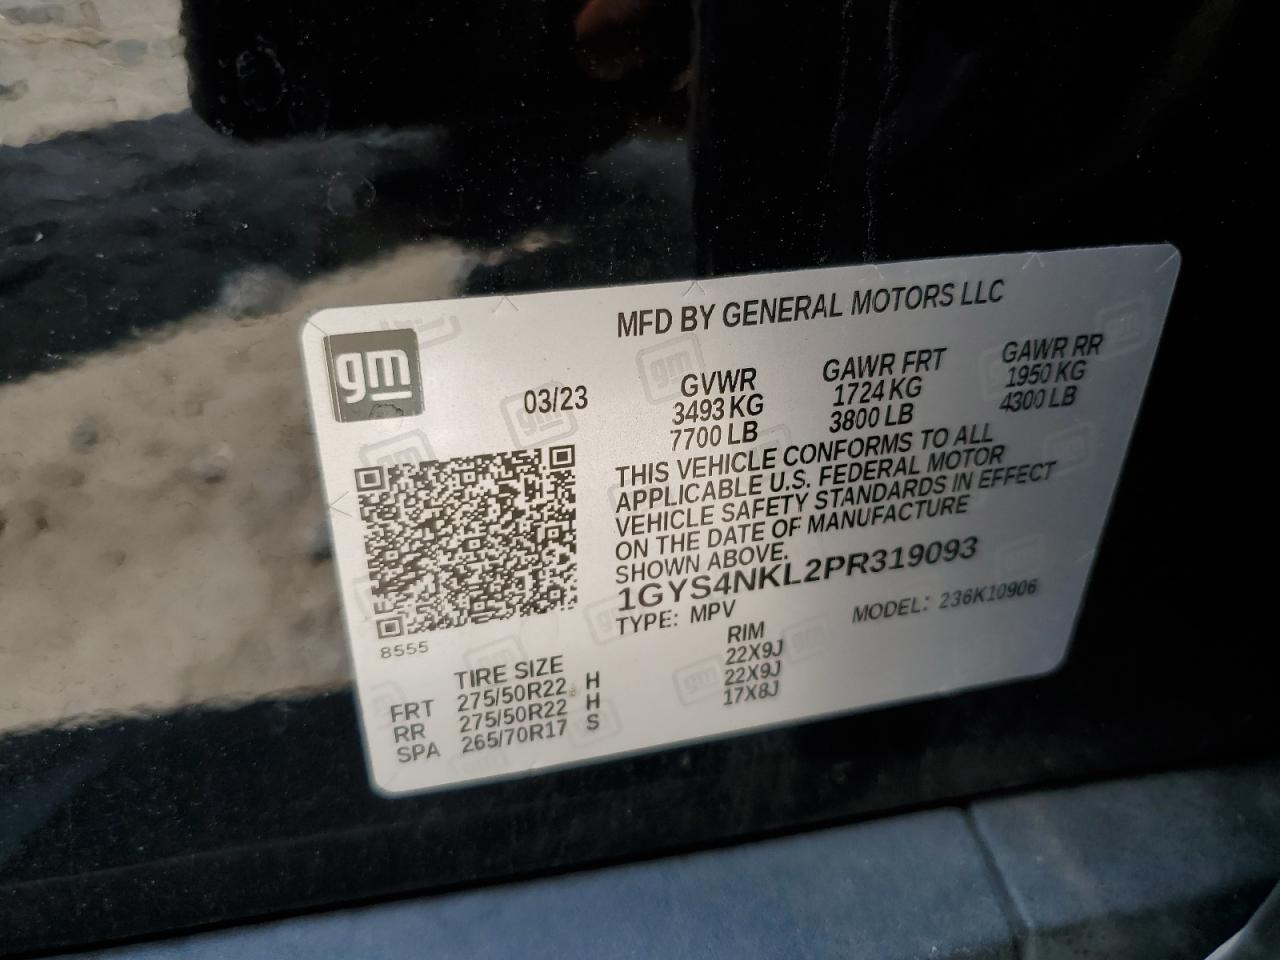 gm
MFD BY GENERAL MOTORS LLC
03/23
GVWR GAWR FRT GAWR RR
3493 KG 1724 KG 1950 KG
7700 LB 3800 LB 4300 LB
THIS VEHICLE CONFORMS TO ALL
APPLICABLE U.S. FEDERAL MOTOR
VEHICLE SAFETY STANDARDS IN EFFECT
ON THE DATE OF MANUFACTURE
SHOWN ABOVE.
1GYS4NKL2PR319093
TYPE: MPV MODEL: 236K10906
8555
TIRE SIZE RIM
FRT 275/50R22 H 22X9J
RR 275/50R22 H 22X9J
SPA 265/70R17 S 17X8J